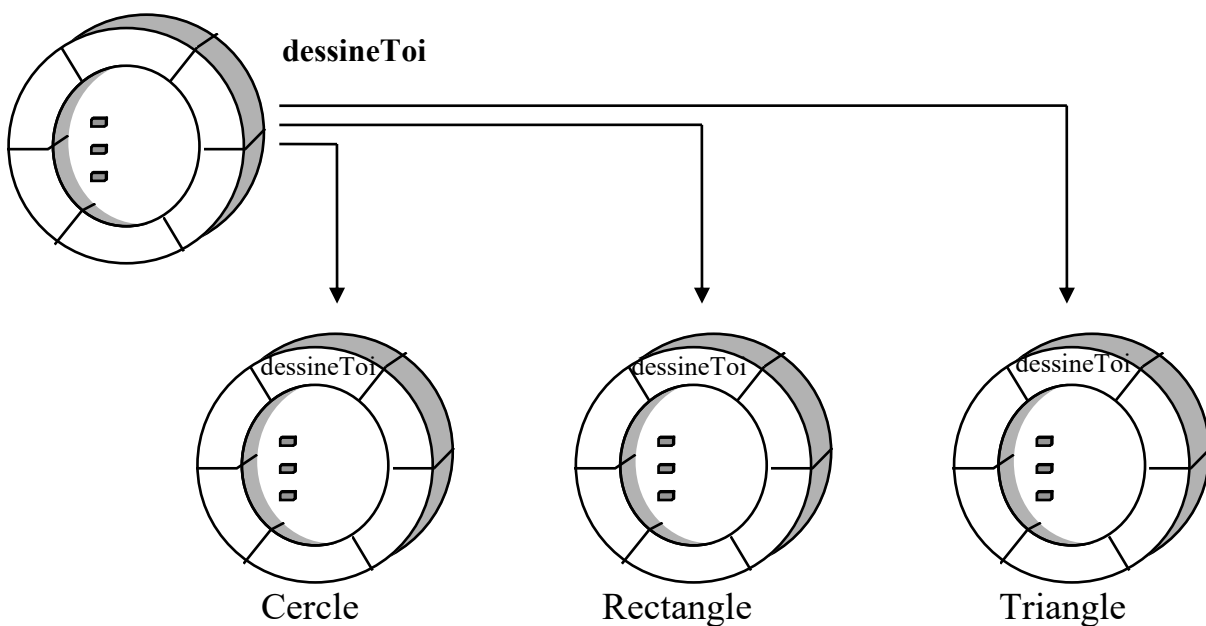 dessineToi
dessineToi
dessineToi
dessineToi
Cercle
Rectangle
Triangle